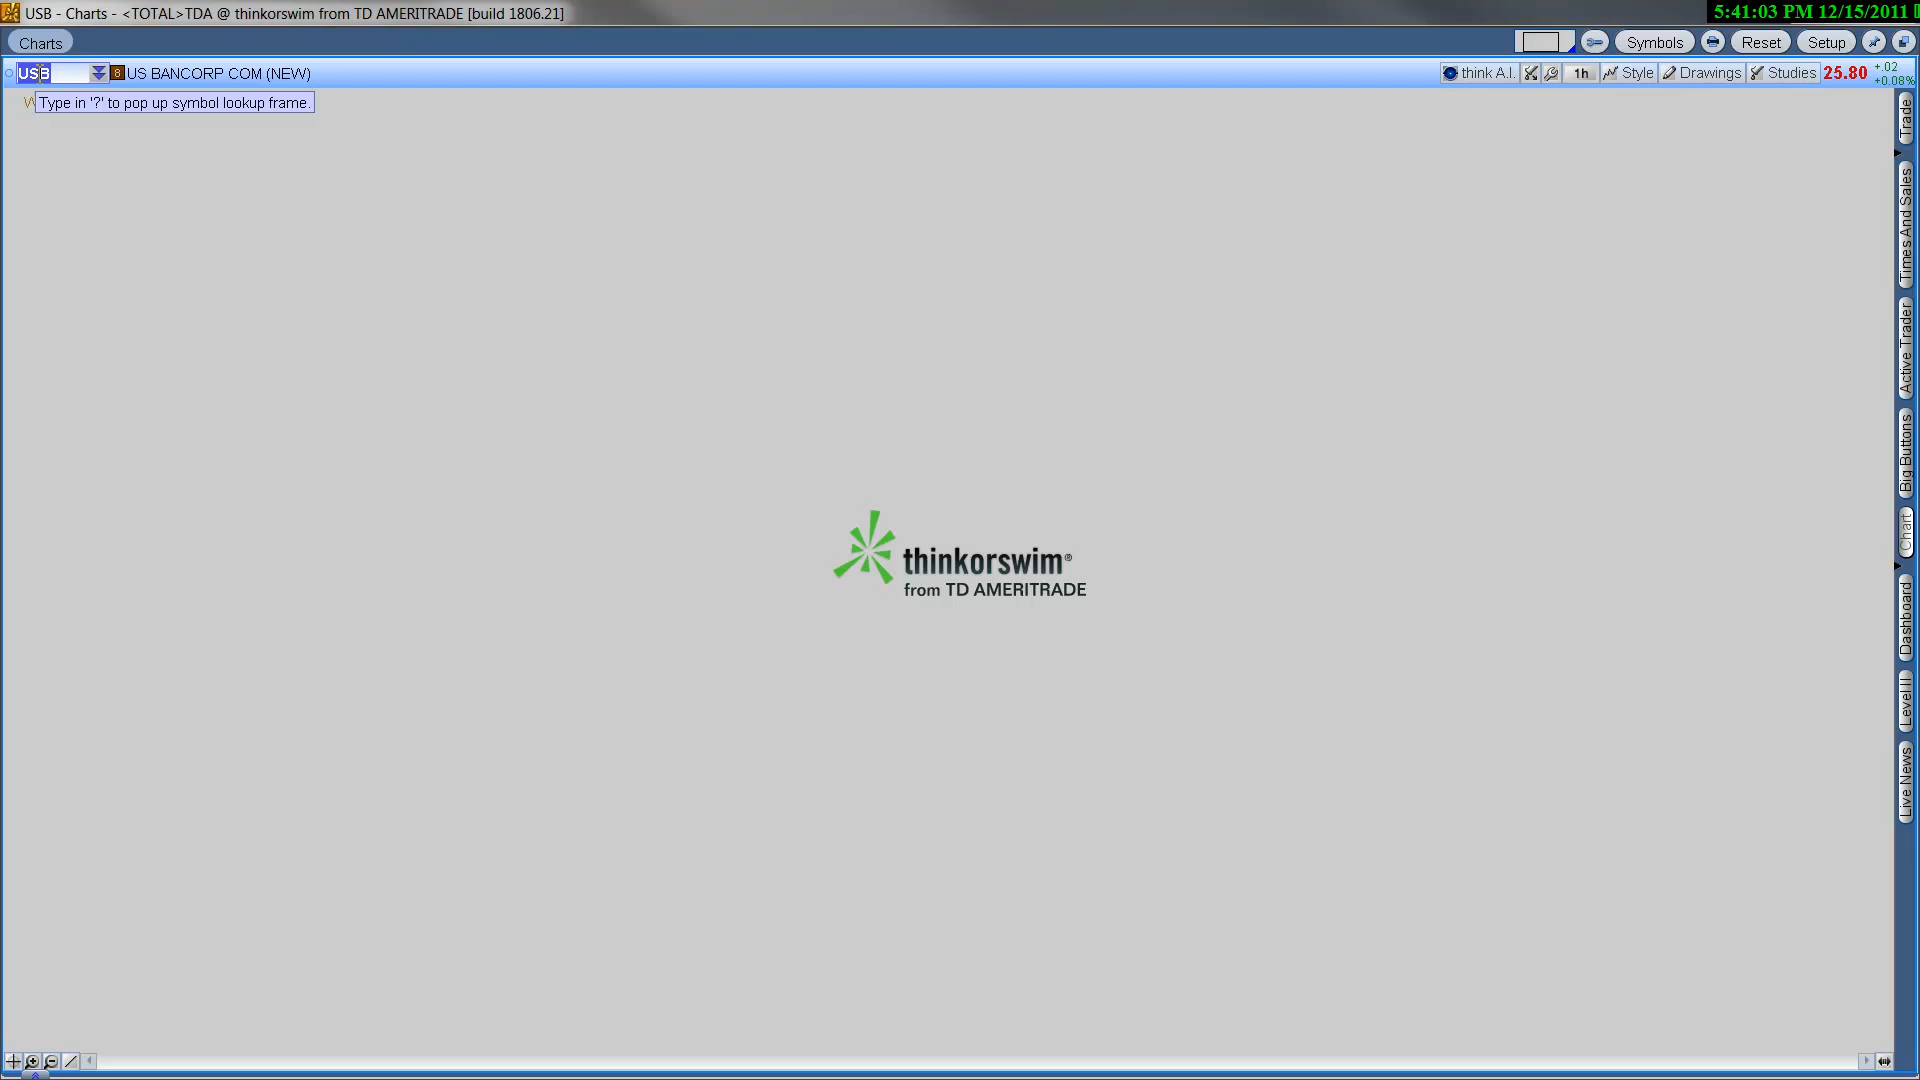 USB - Charts - <TOTAL>TDA @ thinkorswim from TD AMERITRADE [build 1806.21]
5:41:03 PM 12/15/2011
Charts
Symbols
Reset
Setup
USB
8
US BANCORP COM (NEW)
think A.I.
1h
Style
Drawings
Studies
25.80
+.02
+0.08%
Type in '?' to pop up symbol lookup frame.
Trade
Times And Sales
Active Trader
Big Buttons
Chart
Dashboard
Level II
Live News
thinkorswim®
from TD AMERITRADE